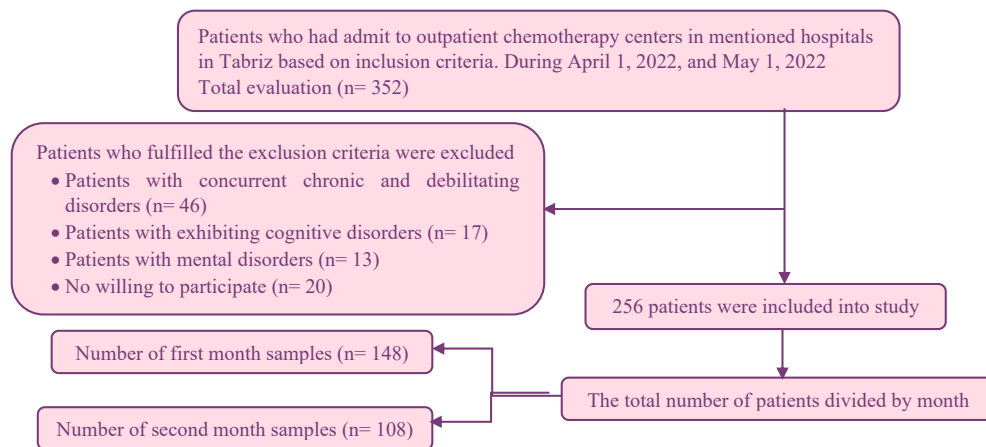 Patients who had admit to outpatient chemotherapy centers in mentioned hospitals
in Tabriz based on inclusion criteria. During April 1, 2022, and May 1, 2022
Total evaluation (n= 352)
Patients who fulfilled the exclusion criteria were excluded
• Patients with concurrent chronic and debilitating
disorders (n= 46)
• Patients with exhibiting cognitive disorders (n= 17)
• Patients with mental disorders (n= 13)
• No willing to participate (n= 20)
256 patients were included into study
Number of first month samples (n= 148)
The total number of patients divided by month
Number of second month samples (n= 108)